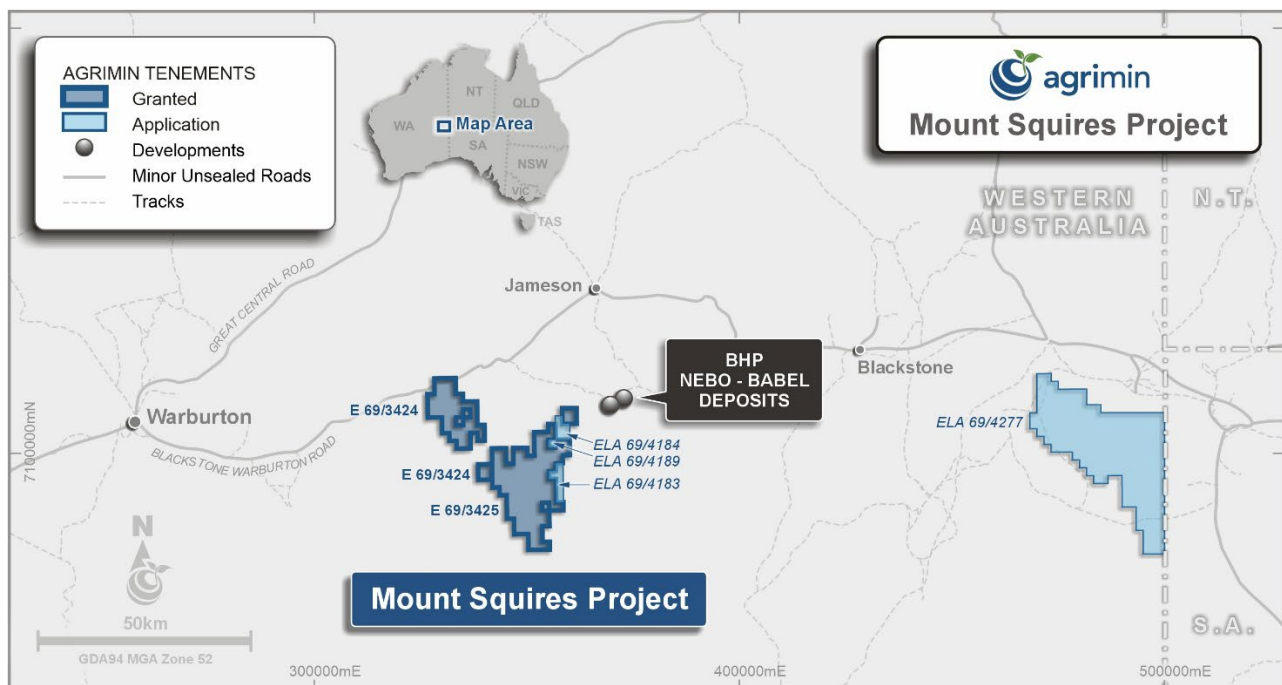 AGRIMIN TENEMENTS
Granted
Application
Developments
Minor Unsealed Roads
Tracks
WA
NT
QLD
SA
NSW
VIC
TAS
Map Area
agrimin
Mount Squires Project
WESTERN
AUSTRALIA
N.T.
S.A.
GREAT CENTRAL ROAD
Jameson
BHP
NEBO - BABEL
DEPOSITS
Blackstone
Warburton
BLACKSTONE WARBURTON ROAD
E 69/3424
E 69/3424
E 69/3425
ELA 69/4184
ELA 69/4189
ELA 69/4183
ELA 69/4277
7100000mN
N
50km
GDA94 MGA Zone 52
Mount Squires Project
300000mE
400000mE
500000mE